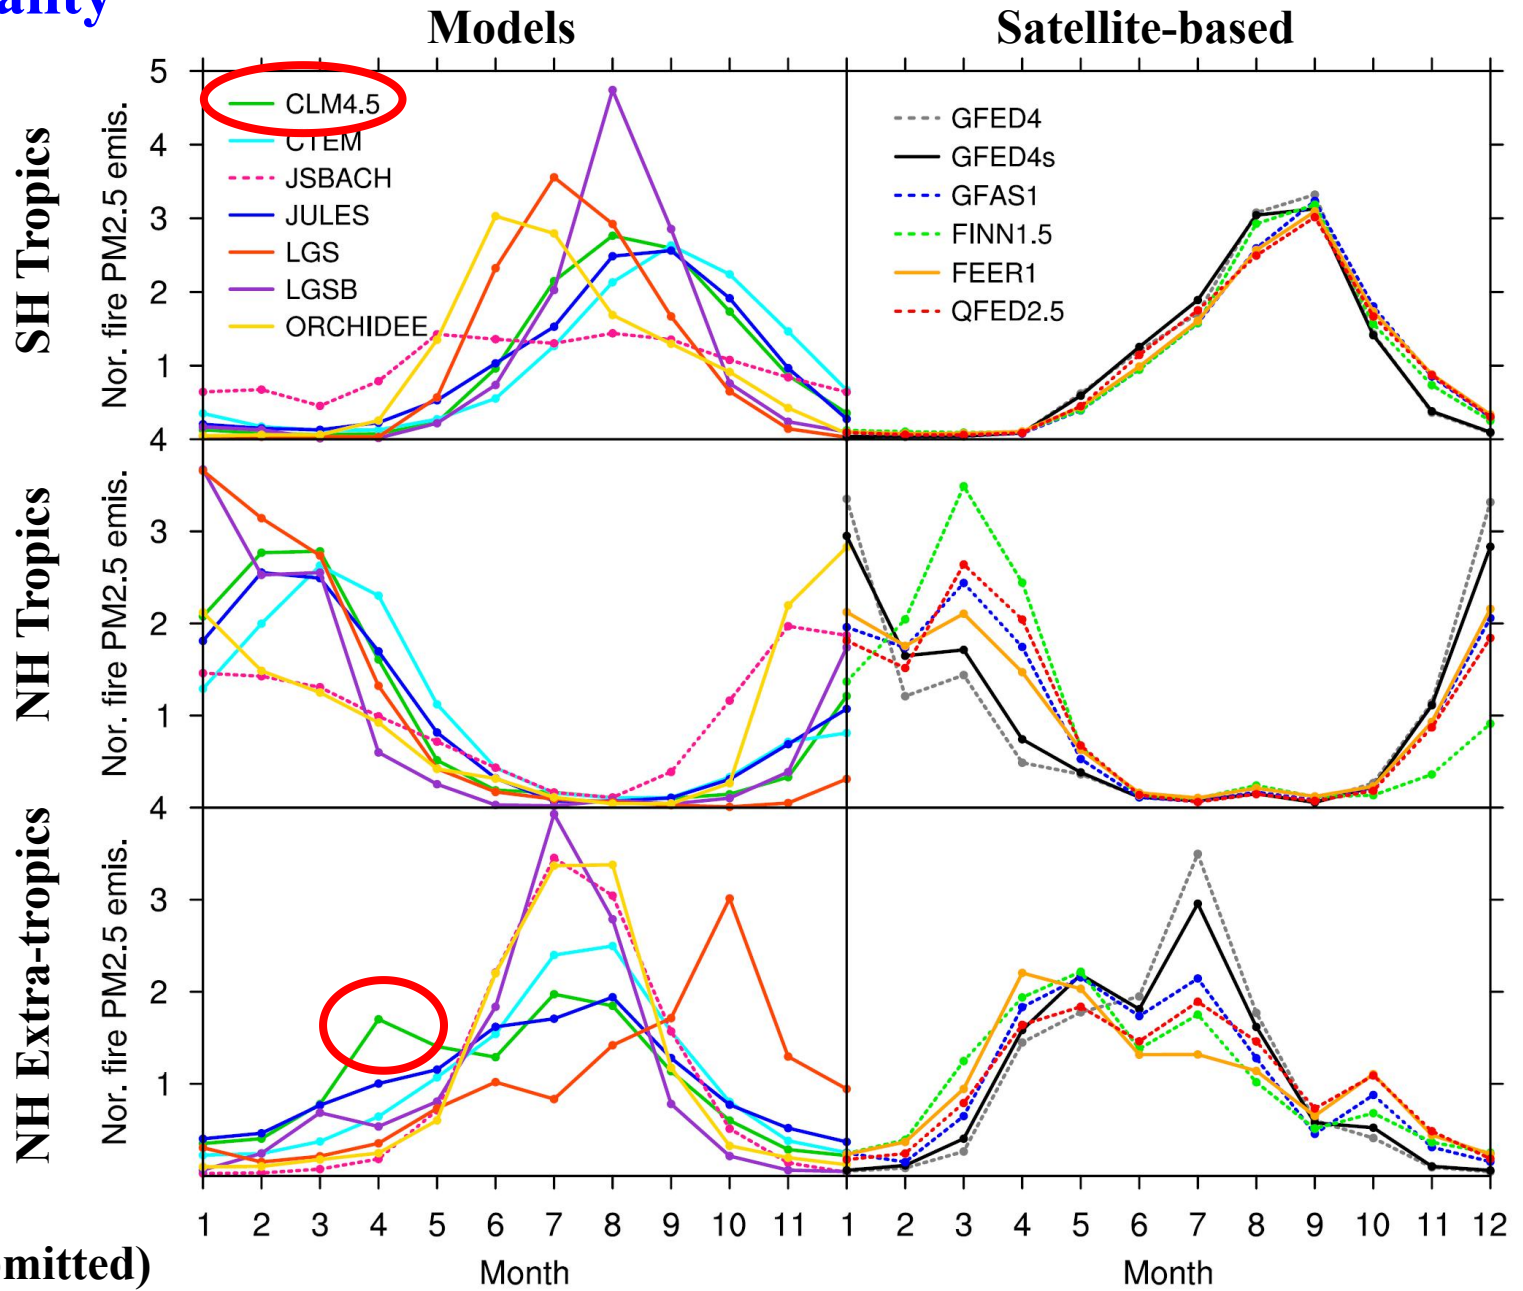 Models
Satellite-based
SH Tropics
Nor. fire PM2.5 emis.
5
4
3
2
1
CLM4.5
CTEM
JSBACH
JULES
LGS
LGSB
ORCHIDEE
GFED4
GFED4s
GFAS1
FINN1.5
FEER1
QFED2.5
NH Tropics
Nor. fire PM2.5 emis.
4
3
2
1
NH Extra-tropics
Nor. fire PM2.5 emis.
4
3
2
1
1 2 3 4 5 6 7 8 9 10 11 1 2 3 4 5 6 7 8 9 10 11 12
Month
Month